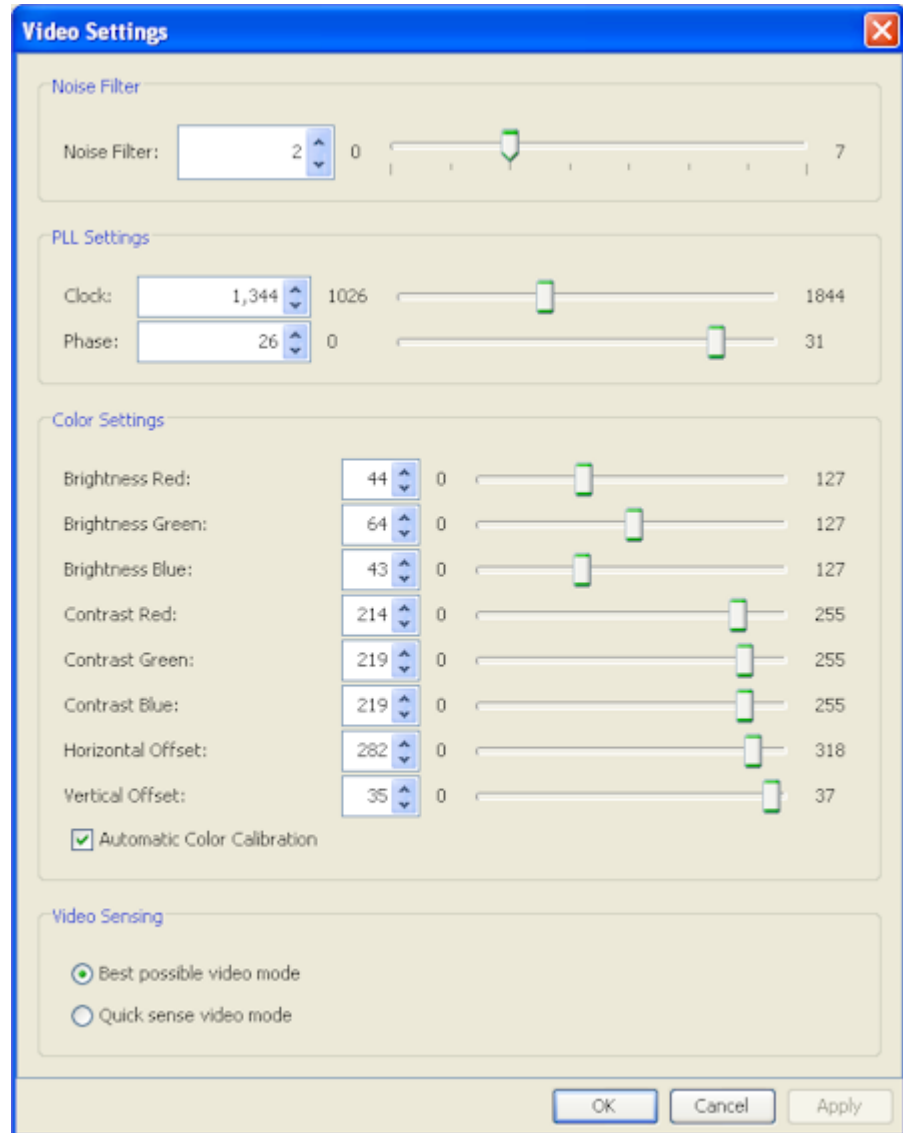 Video Settings
Noise Filter
Noise Filter: 2 0 7
PLL Settings
Clock: 1,344 1026 1844
Phase: 26 0 31
Color Settings
Brightness Red: 44 0 127
Brightness Green: 64 0 127
Brightness Blue: 43 0 127
Contrast Red: 214 0 255
Contrast Green: 219 0 255
Contrast Blue: 219 0 255
Horizontal Offset: 282 0 318
Vertical Offset: 35 0 37
Automatic Color Calibration
Video Sensing
Best possible video mode
Quick sense video mode
OK Cancel Apply